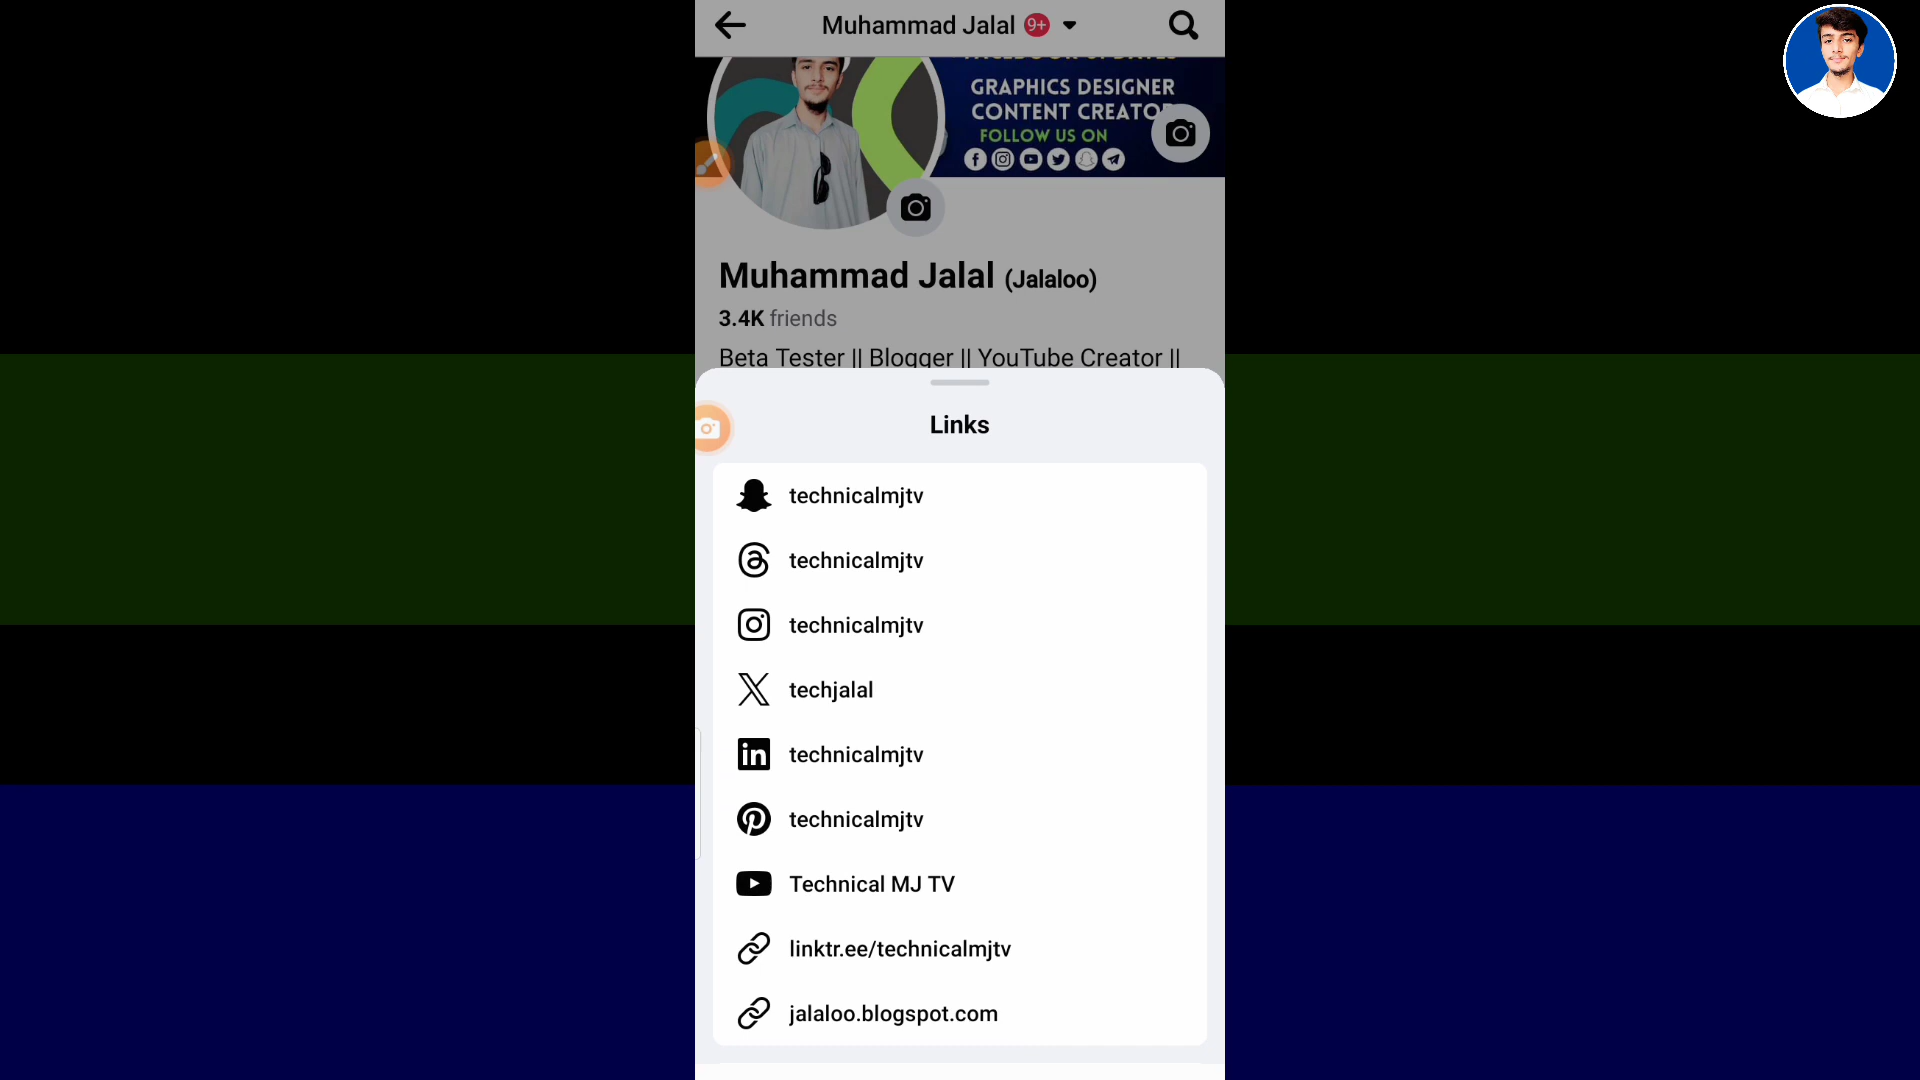 Muhammad Jalal 9+
GRAPHICS DESIGNER
CONTENT CREATO
FOLLOW US ON
Muhammad Jalal (Jalaloo)
3.4K friends
Beta Tester || Blogger || YouTube Creator ||
Links
technicalmjtv
technicalmjtv
technicalmjtv
techjalal
technicalmjtv
technicalmjtv
Technical MJ TV
linktr.ee/technicalmjtv
jalaloo.blogspot.com